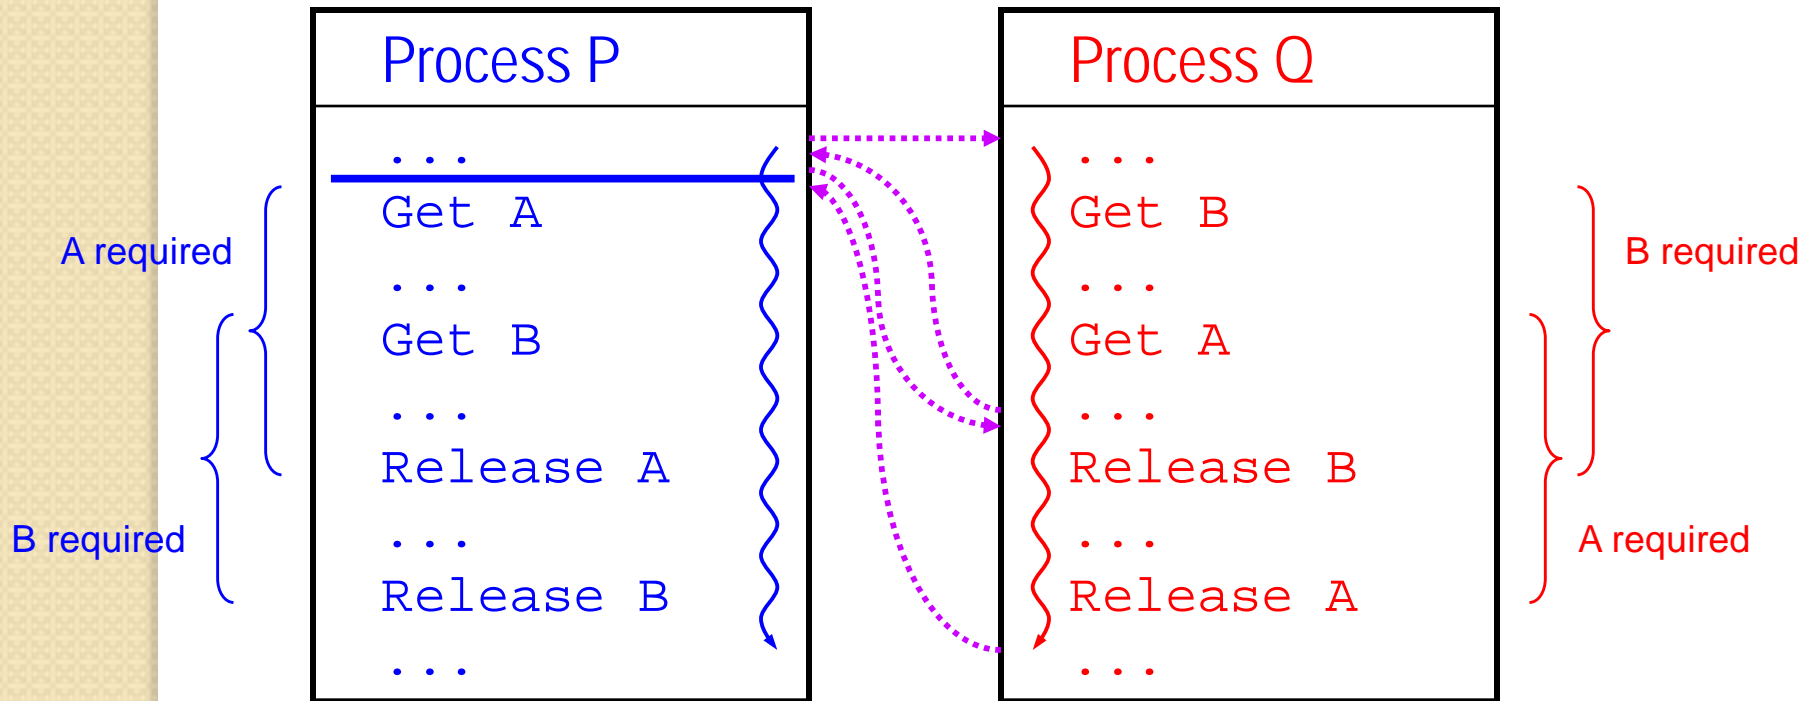 Process P
...
Get A
...
Get B
...
Release A
...
Release B
...
A required
B required
Process Q
...
Get B
...
Get A
...
Release B
...
Release A
...
B required
A required